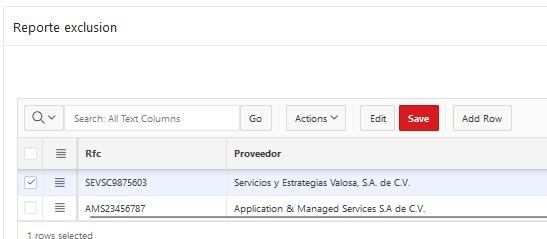 Reporte exclusion
Search: All Text Columns Go Actions Edit Save Add Row
Rfc Proveedor
SEVSC9875603 Servicios y Estrategias Valosa, S.A. de C.V.
AMS23456787 Application & Managed Services S.A de C.V.
1 rows selected